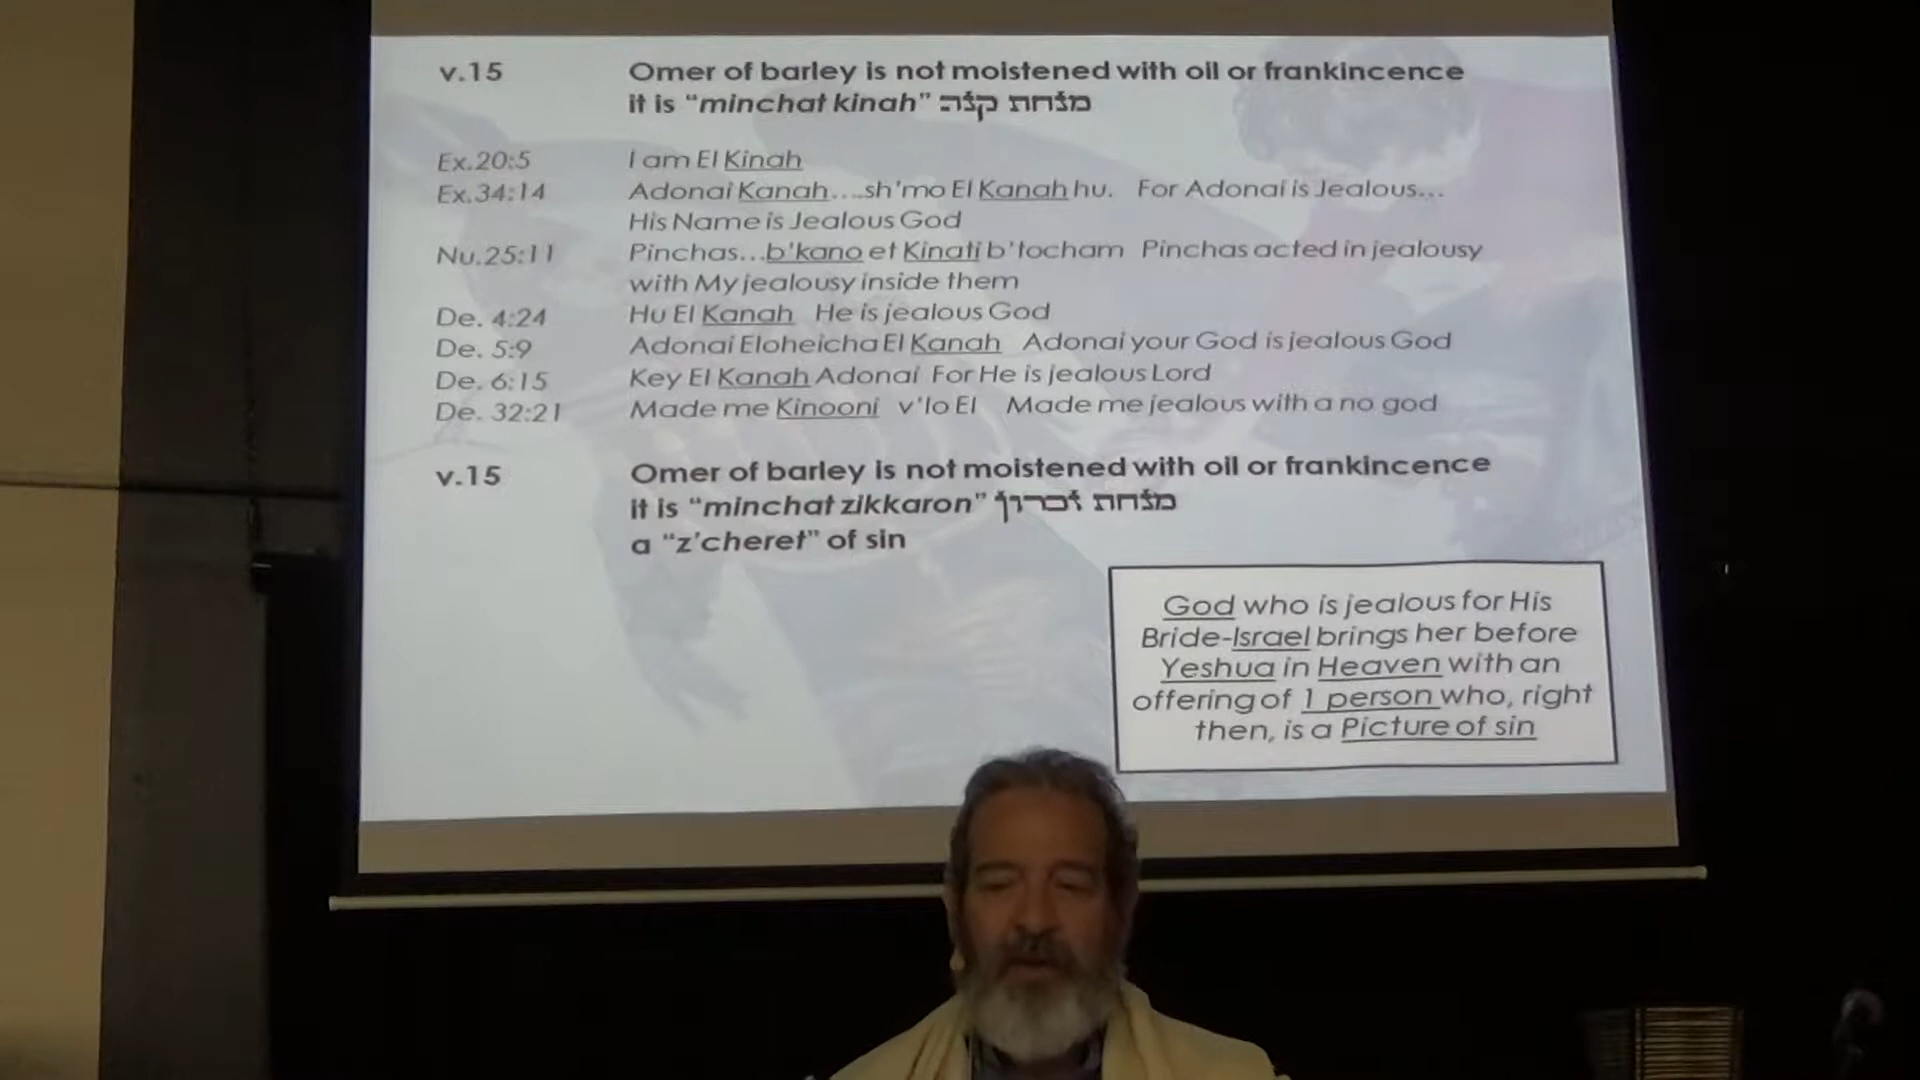 v.15 Omer of barley is not moistened with oil or frankincence
it is “minchat kinah” מנחת קנה
Ex.20:5 I am El Kinah
Ex.34:14 Adonai Kanah....sh’mo El Kanah hu. For Adonai is Jealous...
His Name is Jealous God
Nu.25:11 Pinchas...b’kano et Kinati b’tocham Pinchas acted in jealousy
with My jealousy inside them
De. 4:24 Hu El Kanah He is jealous God
De. 5:9 Adonai Eloheicha El Kanah Adonai your God is jealous God
De. 6:15 Key El Kanah Adonai For He is jealous Lord
De. 32:21 Made me Kinooni v’lo El Made me jealous with a no god
v.15 Omer of barley is not moistened with oil or frankincence
it is “minchat zikkaron” מנחת זכרון
a “z’cheret” of sin
God who is jealous for His
Bride-Israel brings her before
Yeshua in Heaven with an
offering of 1 person who, right
then, is a Picture of sin